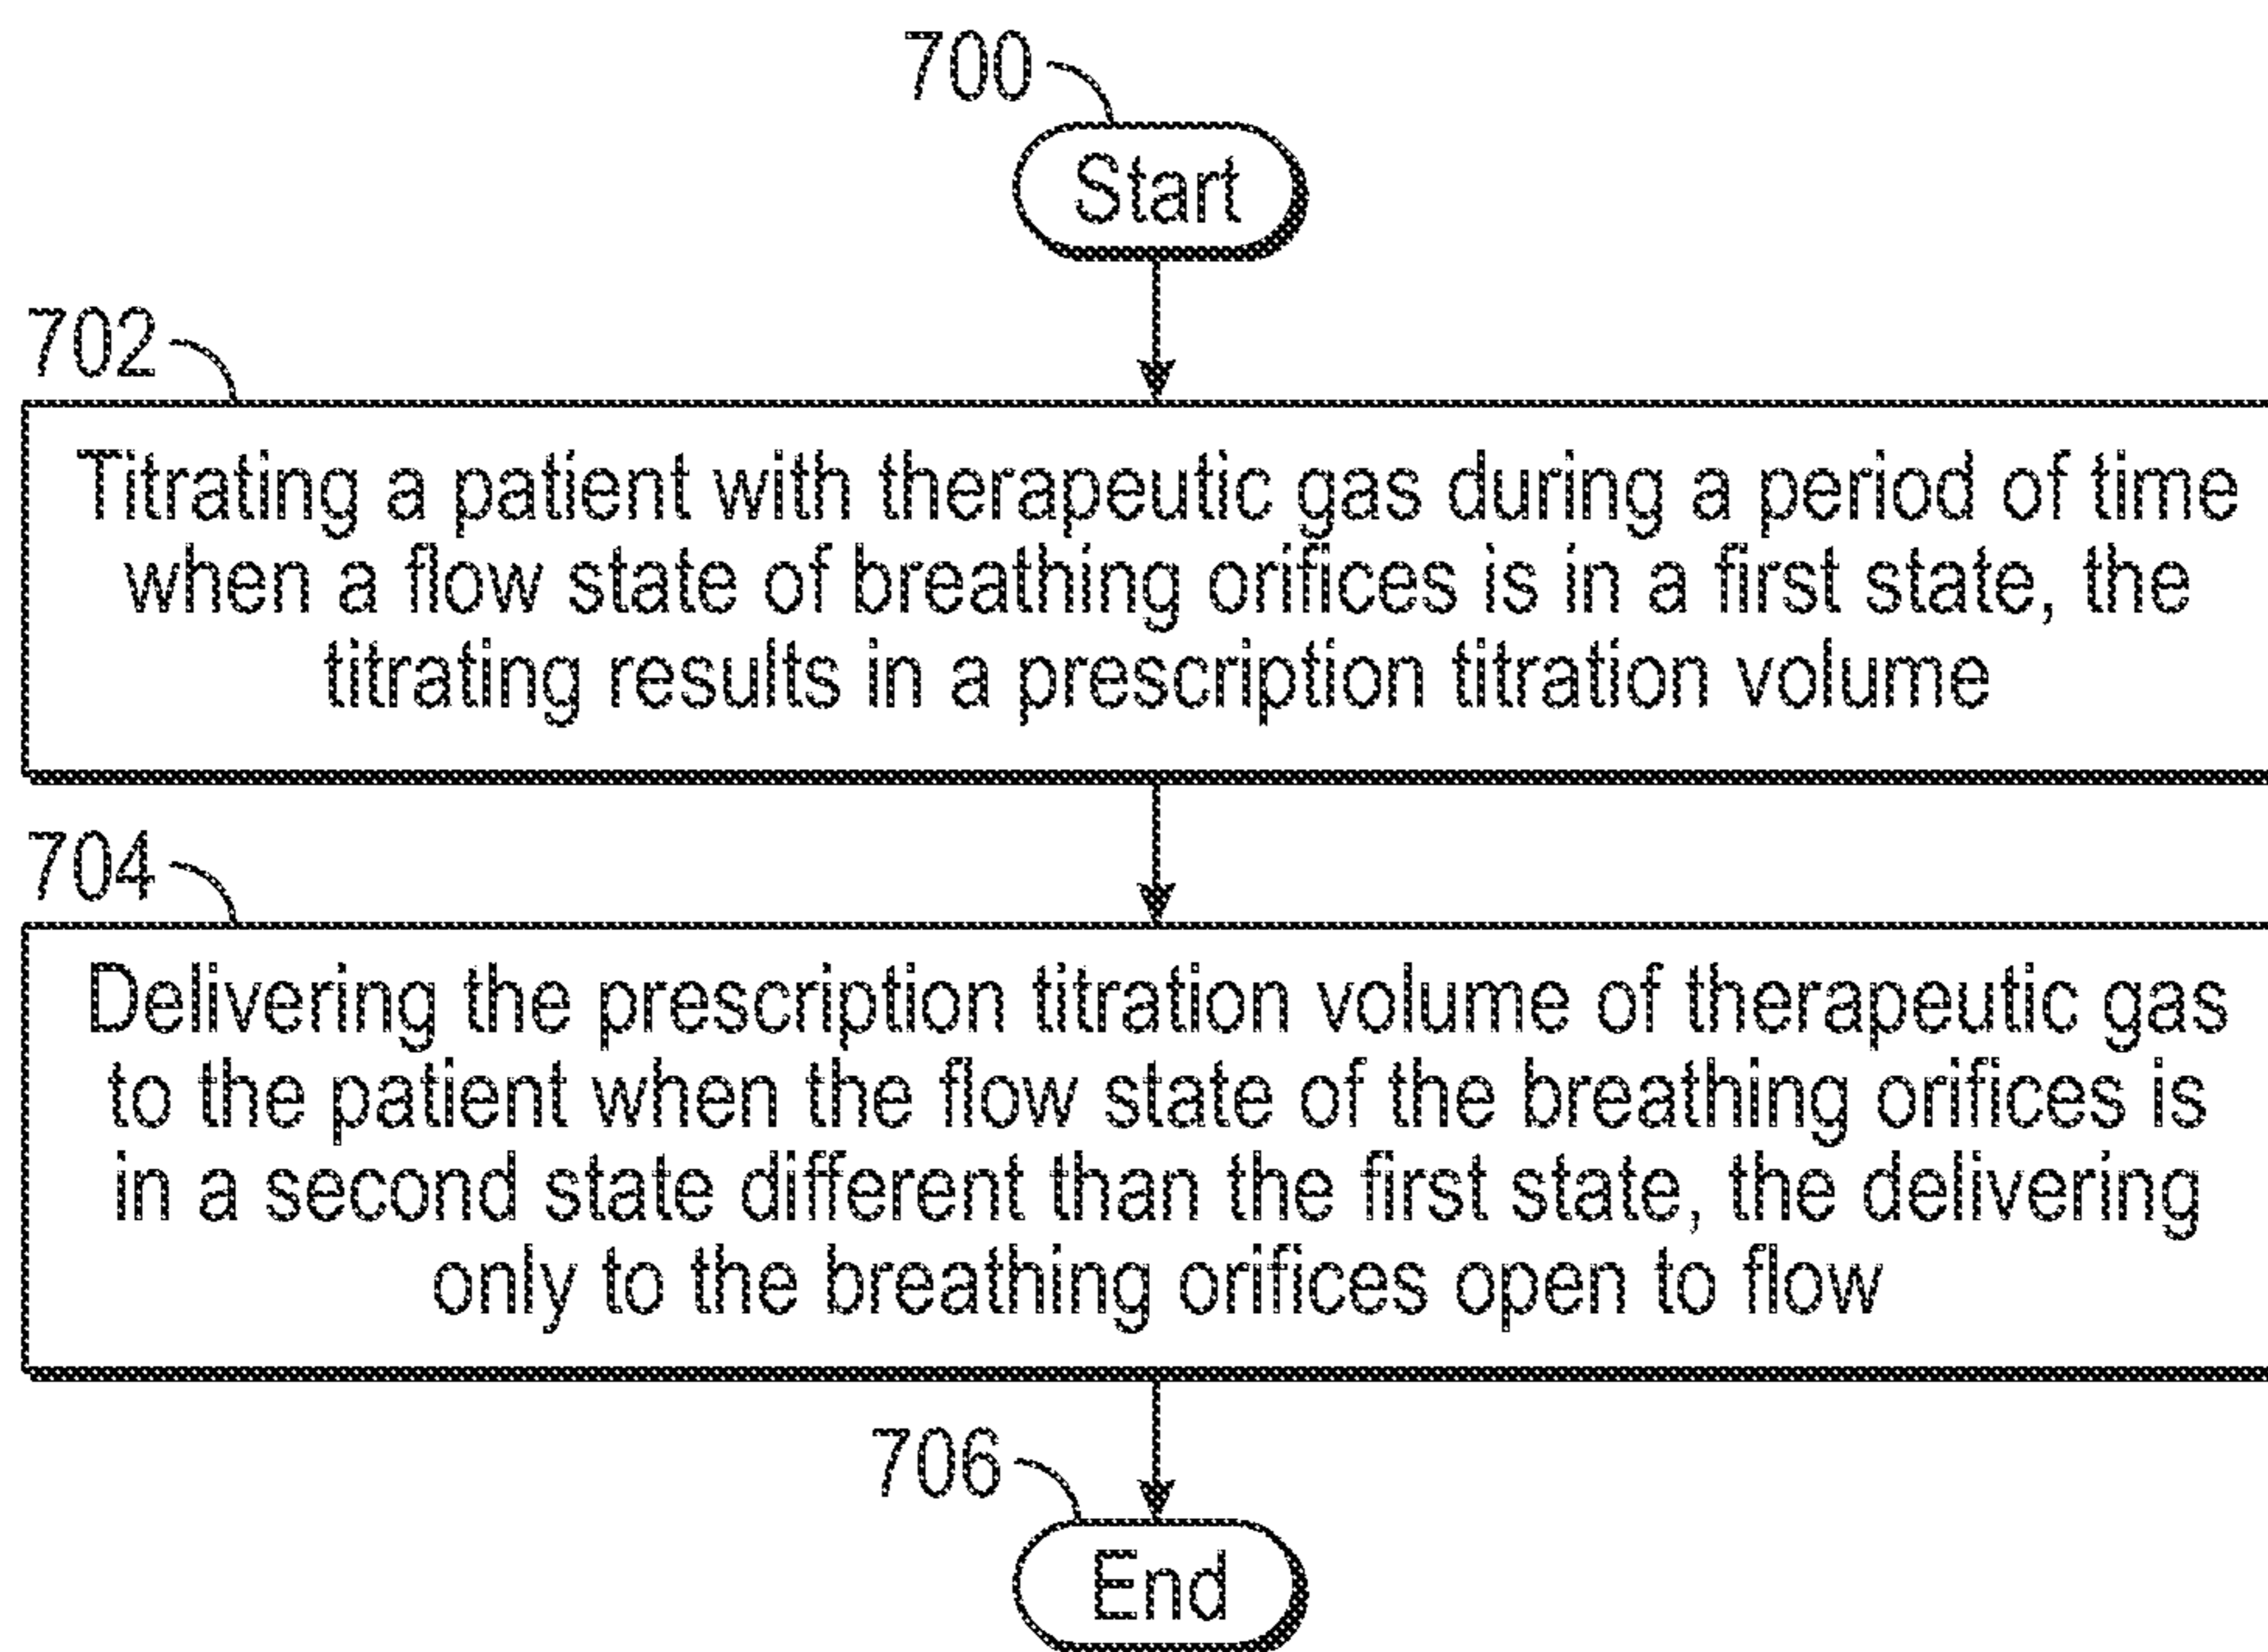 700
Start
702
Titrating a patient with therapeutic gas during a period of time
when a flow state of breathing orifices is in a first state, the
titrating results in a prescription titration volume
704
Delivering the prescription titration volume of therapeutic gas
to the patient when the flow state of the breathing orifices is
in a second state different than the first state, the delivering
only to the breathing orifices open to flow
706
End